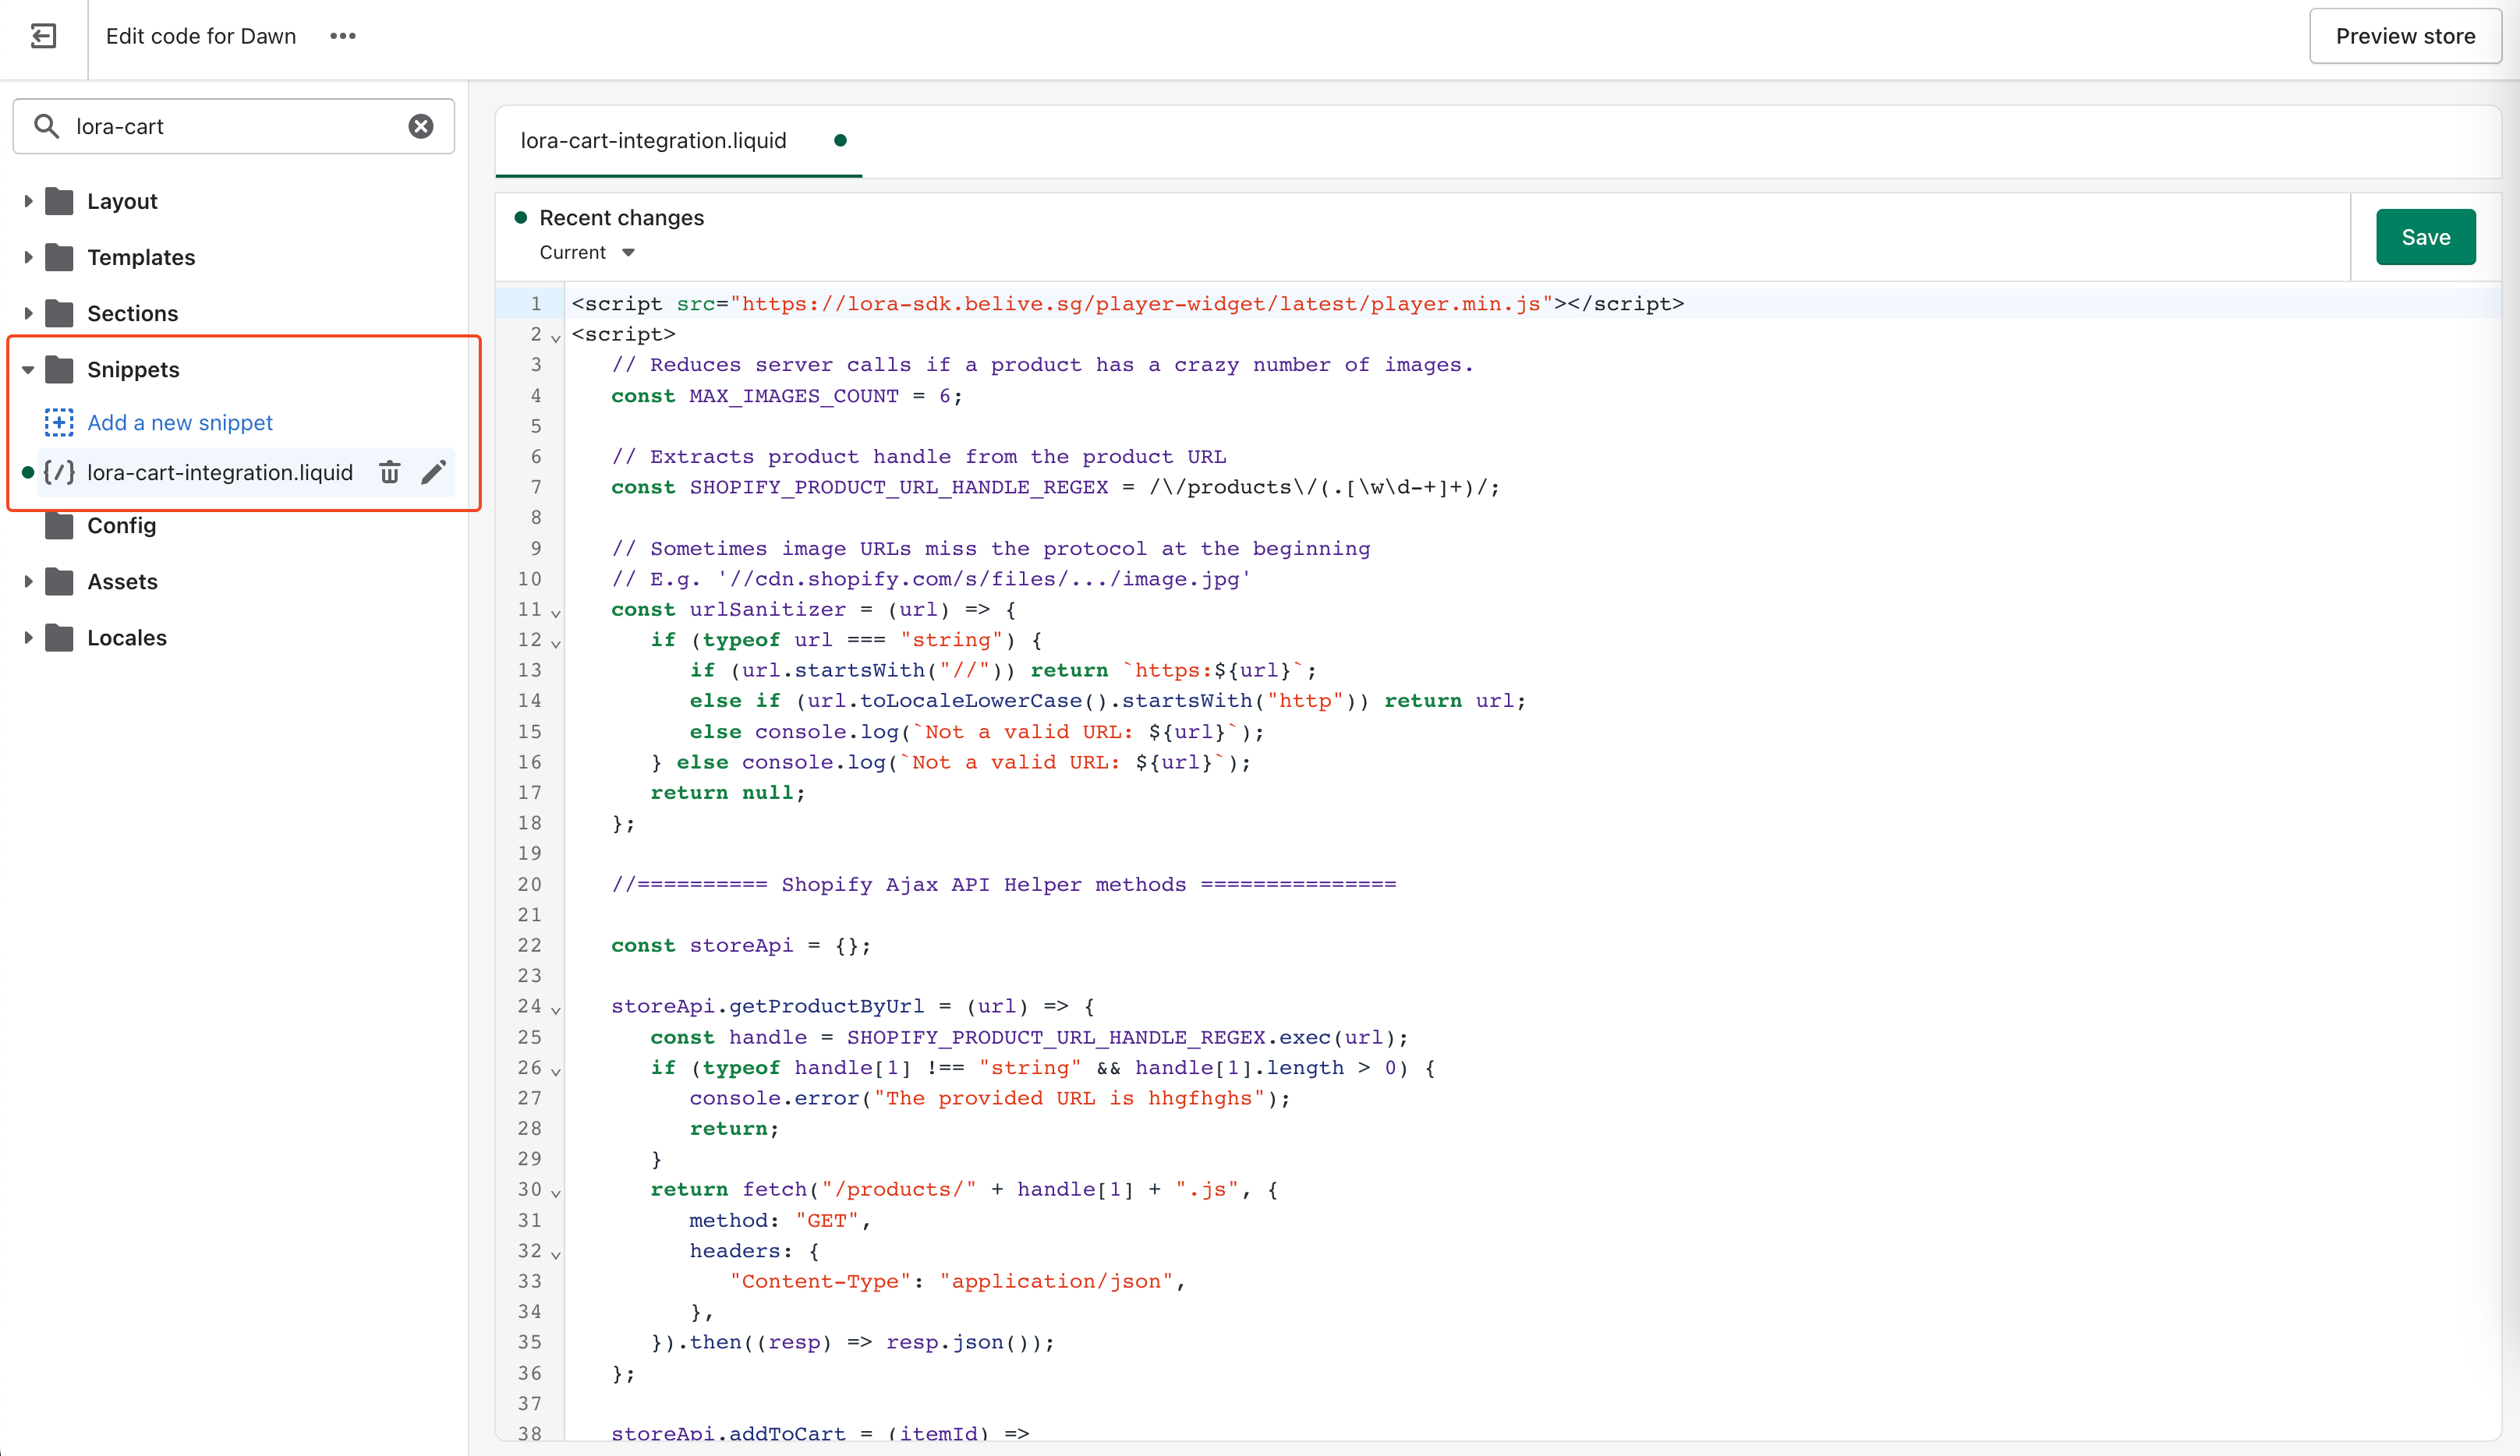 Edit code for Dawn
Preview store
lora-cart
Layout
Templates
Sections
Snippets
Add a new snippet
{/} lora-cart-integration.liquid
Config
Assets
Locales
lora-cart-integration.liquid
Recent changes
Current
Save
1 <script src="https://lora-sdk.belive.sg/player-widget/latest/player.min.js"></script>
2 <script>
3 // Reduces server calls if a product has a crazy number of images.
4 const MAX_IMAGES_COUNT = 6;
5
6 // Extracts product handle from the product URL
7 const SHOPIFY_PRODUCT_URL_HANDLE_REGEX = /\/products\/(.[\w\d-+]+)/;
8
9 // Sometimes image URLs miss the protocol at the beginning
10 // E.g. '//cdn.shopify.com/s/files/.../image.jpg'
11 const urlSanitizer = (url) => {
12 if (typeof url === "string") {
13 if (url.startsWith("//")) return `https:${url}`;
14 else if (url.toLocaleLowerCase().startsWith("http")) return url;
15 else console.log(`Not a valid URL: ${url}`);
16 } else console.log(`Not a valid URL: ${url}`);
17 return null;
18 };
19
20 //========== Shopify Ajax API Helper methods ===============
21
22 const storeApi = {};
23
24 storeApi.getProductByUrl = (url) => {
25 const handle = SHOPIFY_PRODUCT_URL_HANDLE_REGEX.exec(url);
26 if (typeof handle[1] !== "string" && handle[1].length > 0) {
27 console.error("The provided URL is hhgfhghs");
28 return;
29 }
30 return fetch("/products/" + handle[1] + ".js", {
31 method: "GET",
32 headers: {
33 "Content-Type": "application/json",
34 },
35 }).then((resp) => resp.json());
36 };
37
38 storeApi.addToCart = (itemId) =>